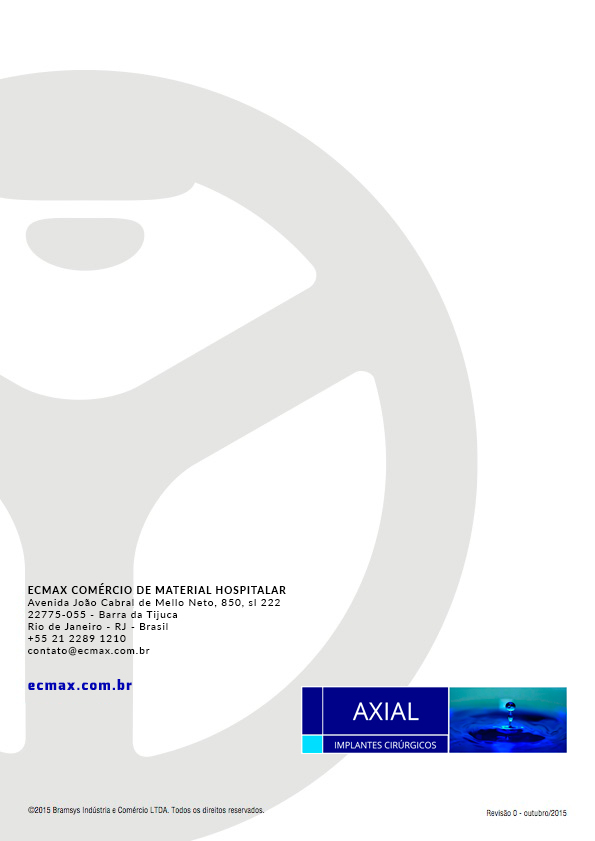 ECMAX COMÉRCIO DE MATERIAL HOSPITALAR
Avenida João Cabral de Mello Neto, 850, sl 222
22775-055 - Barra da Tijuca
Rio de Janeiro - RJ - Brasil
+55 21 2289 1210
contato@ecmax.com.br
ecmax.com.br
AXIAL
IMPLANTES CIRÚRGICOS
©2015 Bramsys Indústria e Comércio LTDA. Todos os direitos reservados.
Revisão 0 - outubro/2015